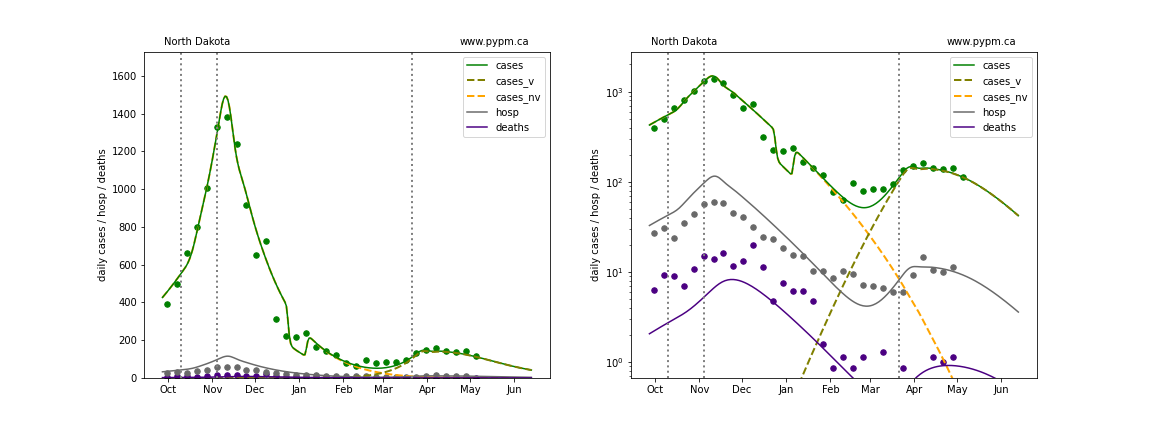 North Dakota www.pypm.ca
daily cases / hosp / deaths
1600
1400
1200
1000
800
600
400
200
0
Oct Nov Dec Jan Feb Mar Apr May Jun
cases
cases_v
cases_nv
hosp
deaths
North Dakota www.pypm.ca
daily cases / hosp / deaths
10³
10²
10¹
10⁰
Oct Nov Dec Jan Feb Mar Apr May Jun
cases
cases_v
cases_nv
hosp
deaths